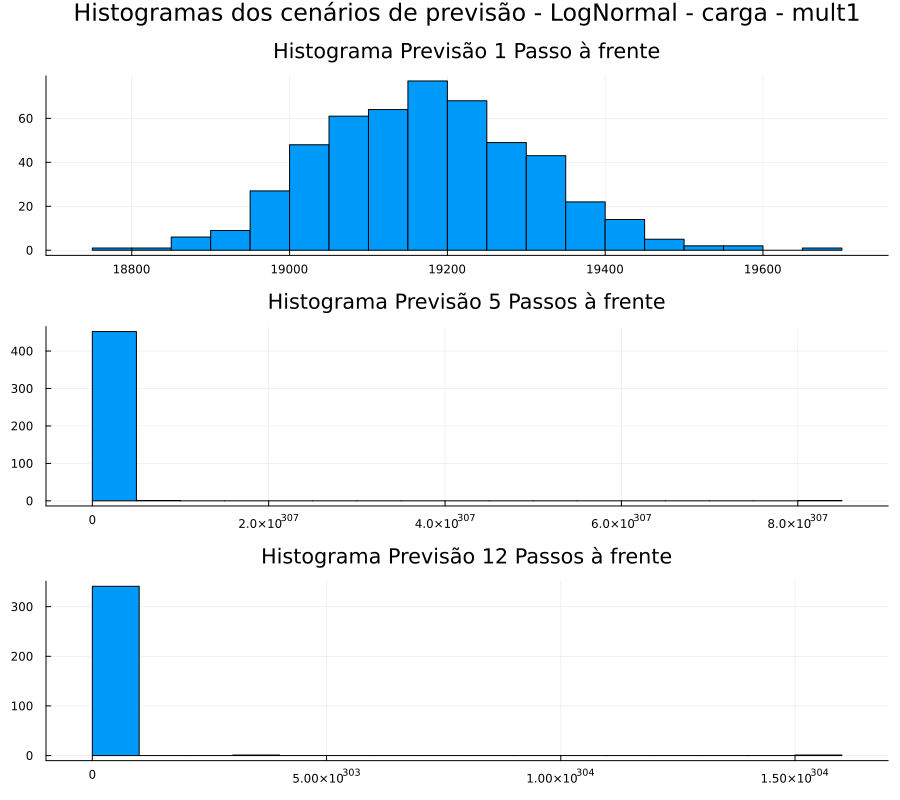 Histogramas dos cenários de previsão - LogNormal - carga - mult1
Histograma Previsão 1 Passo à frente
60
40
20
0
18800 19000 19200 19400 19600
Histograma Previsão 5 Passos à frente
400
300
200
100
0
0 2.0×10³⁰⁷ 4.0×10³⁰⁷ 6.0×10³⁰⁷ 8.0×10³⁰⁷
Histograma Previsão 12 Passos à frente
300
200
100
0
0 5.00×10³⁰³ 1.00×10³⁰⁴ 1.50×10³⁰⁴